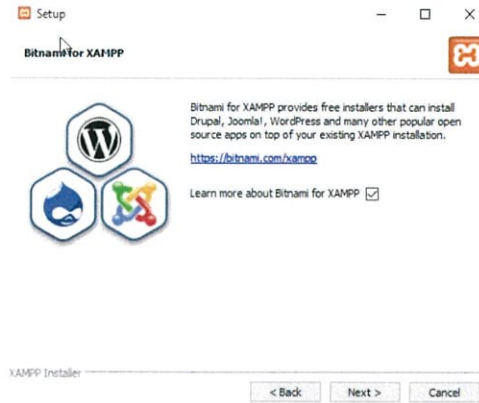 Setup
Bitnami for XAMPP
Bitnami for XAMPP provides free installers that can install
Drupal, Joomla!, WordPress and many other popular open
source apps on top of your existing XAMPP installation.
https://bitnami.com/xampp
Learn more about Bitnami for XAMPP
XAMPP Installer
< Back Next > Cancel